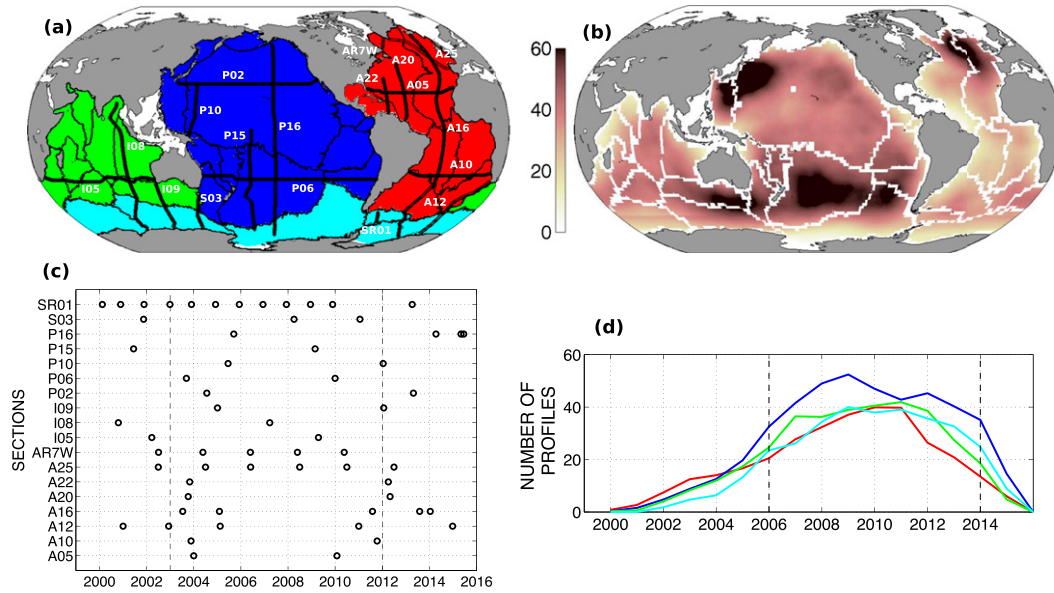 (a)
AR7W
A20
A25
A22
A05
P02
P10
P15
P16
A16
I08
A10
I05
I09
S03
P06
A12
SR01
(b)
60
40
20
0
(c)
SR01
S03
P16
P15
P10
P06
P02
I09
I08
I05
AR7W
A25
A22
A20
A16
A12
A10
A05
SECTIONS
2000 2002 2004 2006 2008 2010 2012 2014 2016
(d)
NUMBER OF
PROFILES
60
40
20
0
2000 2002 2004 2006 2008 2010 2012 2014